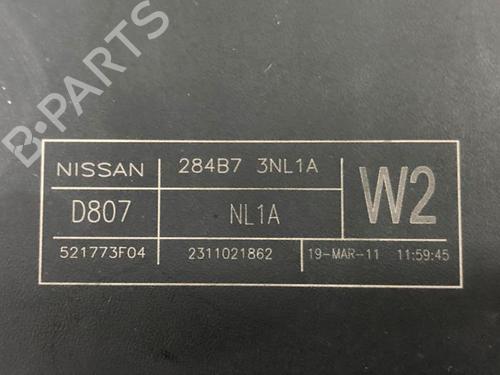 B-PARTS
NISSAN 284B7 3NL1A W2
D807 NL1A
521773F04 2311021862 19-MAR-11 11:59:45